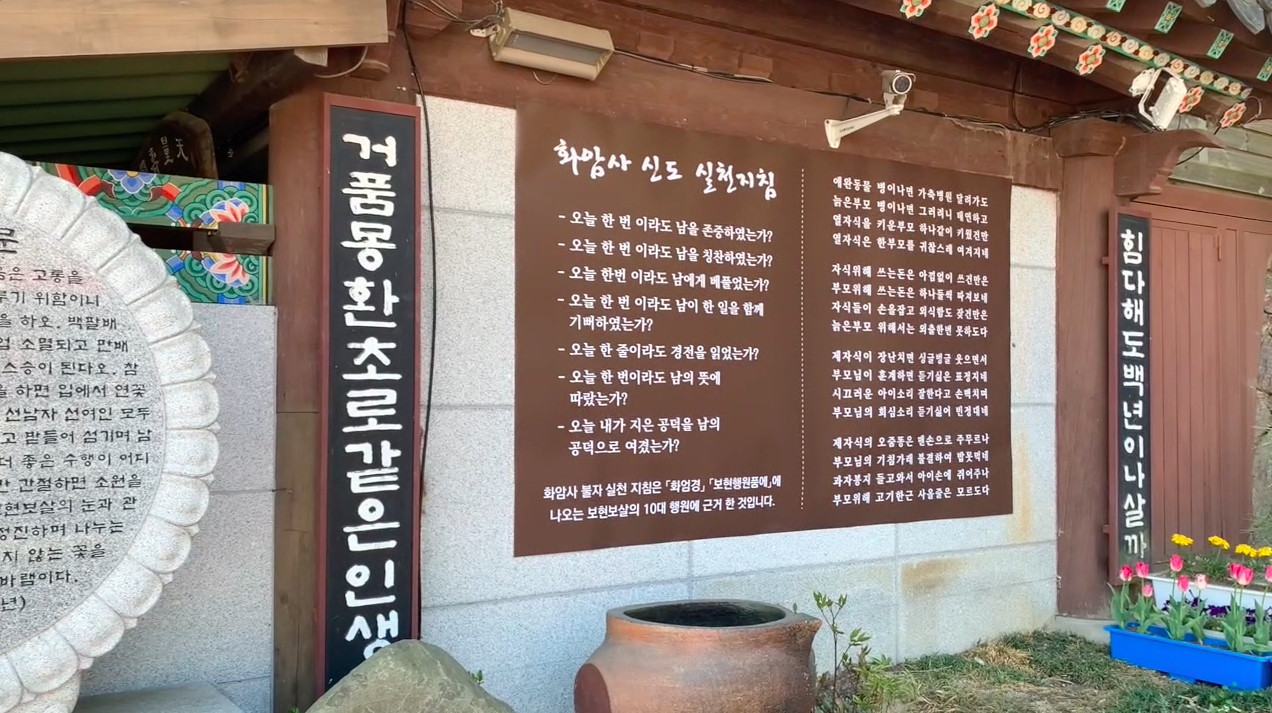 문
고통을
위함이니
하오. 백팔배
소멸되고 만배
스승이 된다오. 참
하면 입에서 연꽃
선남자 선여인 모두
받들어 섬기며 남
좋은 수행이 어디
간절하면 소원을
눈과 관
정진하며 나누는
않는 꽃을
바램이다.
거품몽환초로같은인생
화암사 신도 실천지침
- 오늘 한 번 이라도 남을 존중하였는가?
- 오늘 한 번 이라도 남을 칭찬하였는가?
- 오늘 한번 이라도 남에게 베풀었는가?
- 오늘 한 번 이라도 남이 한 일을 함께
기뻐하였는가?
- 오늘 한 줄이라도 경전을 읽었는가?
- 오늘 한 번이라도 남의 뜻에
따랐는가?
- 오늘 내가 지은 공덕을 남의
공덕으로 여겼는가?
화암사 불자 실천 지침은 「화엄경」「보현행원품에」에
나오는 보현보살의 10대 행원에 근거 한 것입니다.
애완동물 병이나면 가축병원 달려가도
늙은부모 병이나면 그러려니 태연하고
열자식을 키운부모 하나같이 키웠건만
열자식은 한부모를 귀찮스레 여겨지네
자식위해 쓰는돈은 아낌없이 쓰건만은
부모위해 쓰는돈은 하나둘씩 따져보네
자식들이 손을잡고 외식함도 잦건만은
늙은부모 위해서는 외출한번 못하도다
제자식이 장난치면 싱글벙글 웃으면서
부모님이 훈계하면 듣기싫은 표정지네
시끄러운 아이소리 잘한다고 손뼉치며
부모님의 회심소리 듣기싫어 빈정대네
제자식의 오줌똥은 맨손으로 주무르나
부모님의 기침가래 불결하여 밥못먹네
과자봉지 들고와서 아이손에 쥐어주나
부모위해 고기한근 사올줄은 모르도다
힘다해도백년이나살까